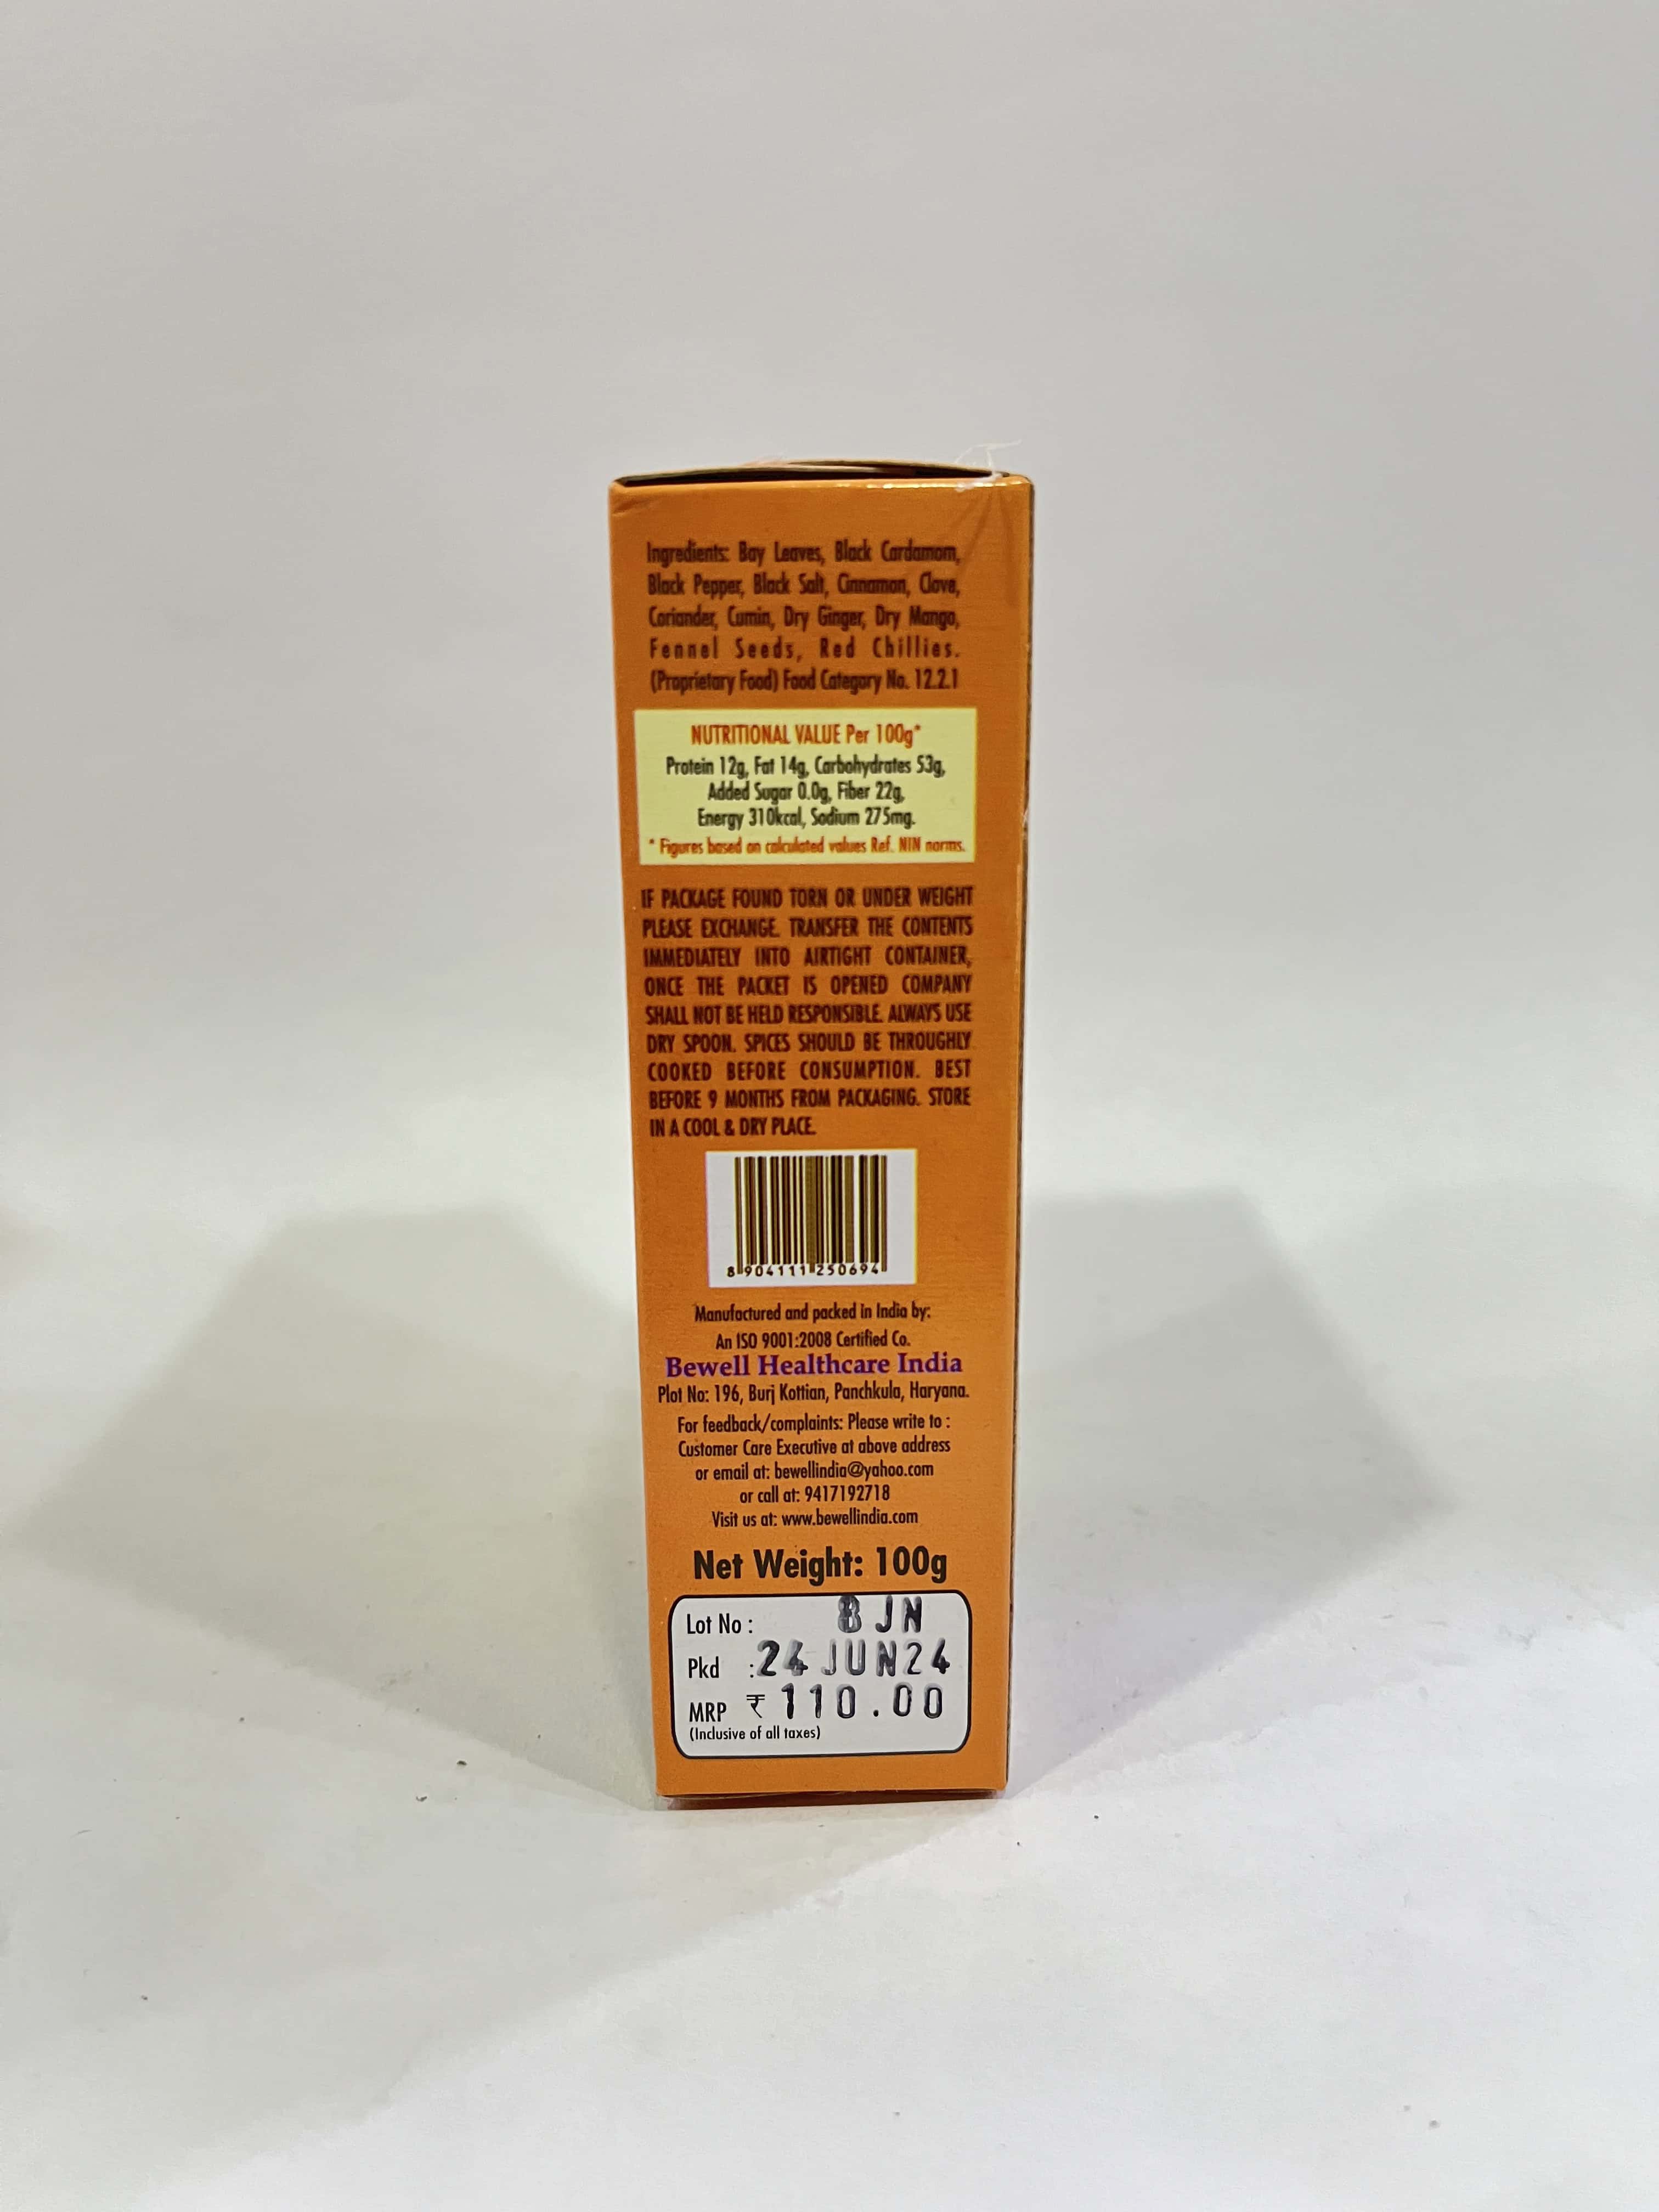 Ingredients: Bay Leaves, Black Cardamom,
Black Pepper, Black Salt, Cinnamon, Clove,
Coriander, Cumin, Dry Ginger, Dry Mango,
Fennel Seeds, Red Chillies.
(Proprietary Food) Food Category No. 12.2.1
NUTRITIONAL VALUE Per 100g*
Protein 12g, Fat 14g, Carbohydrates 53g,
Added Sugar 0.0g, Fiber 22g,
Energy 310kcal, Sodium 275mg.
* Figures based on calculated values Ref. NIN norms.
IF PACKAGE FOUND TORN OR UNDER WEIGHT
PLEASE EXCHANGE. TRANSFER THE CONTENTS
IMMEDIATELY INTO AIRTIGHT CONTAINER,
ONCE THE PACKET IS OPENED COMPANY
SHALL NOT BE HELD RESPONSIBLE. ALWAYS USE
DRY SPOON. SPICES SHOULD BE THROUGHLY
COOKED BEFORE CONSUMPTION. BEST
BEFORE 9 MONTHS FROM PACKAGING. STORE
IN A COOL & DRY PLACE.
8 904111 250694
Manufactured and packed in India by:
An ISO 9001:2008 Certified Co.
Bewell Healthcare India
Plot No: 196, Burj Kottian, Panchkula, Haryana.
For feedback/complaints: Please write to :
Customer Care Executive at above address
or email at: bewellindia@yahoo.com
or call at: 9417192718
Visit us at: www.bewellindia.com
Net Weight: 100g
Lot No : 8 JN
Pkd : 24 JUN24
MRP ₹ 110.00
(Inclusive of all taxes)